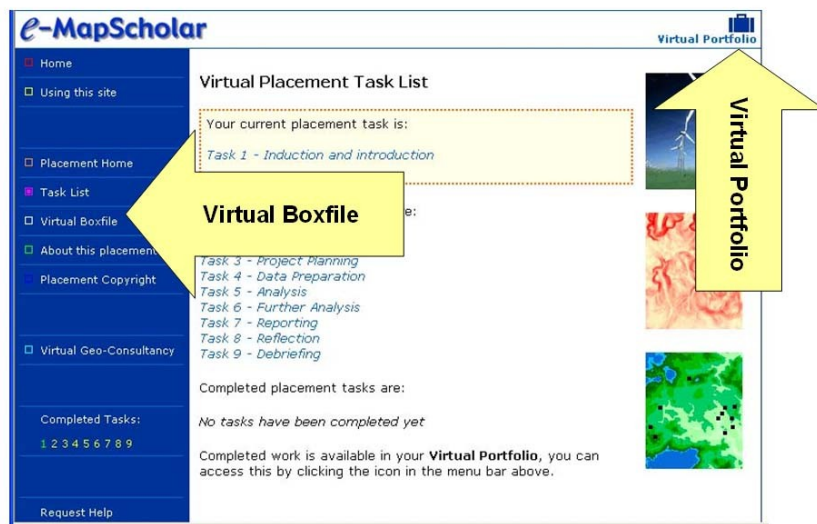 e-MapScholar
Virtual Portfolio
Home
Using this site
Placement Home
Task List
Virtual Boxfile
About this placement
Placement Copyright
Virtual Geo-Consultancy
Completed Tasks:
1 2 3 4 5 6 7 8 9
Request Help
Virtual Placement Task List
Your current placement task is:
Task 1 - Induction and introduction
Virtual Boxfile
Task 3 - Project Planning
Task 4 - Data Preparation
Task 5 - Analysis
Task 6 - Further Analysis
Task 7 - Reporting
Task 8 - Reflection
Task 9 - Debriefing
Completed placement tasks are:
No tasks have been completed yet
Completed work is available in your Virtual Portfolio, you can
access this by clicking the icon in the menu bar above.
Virtual Portfolio